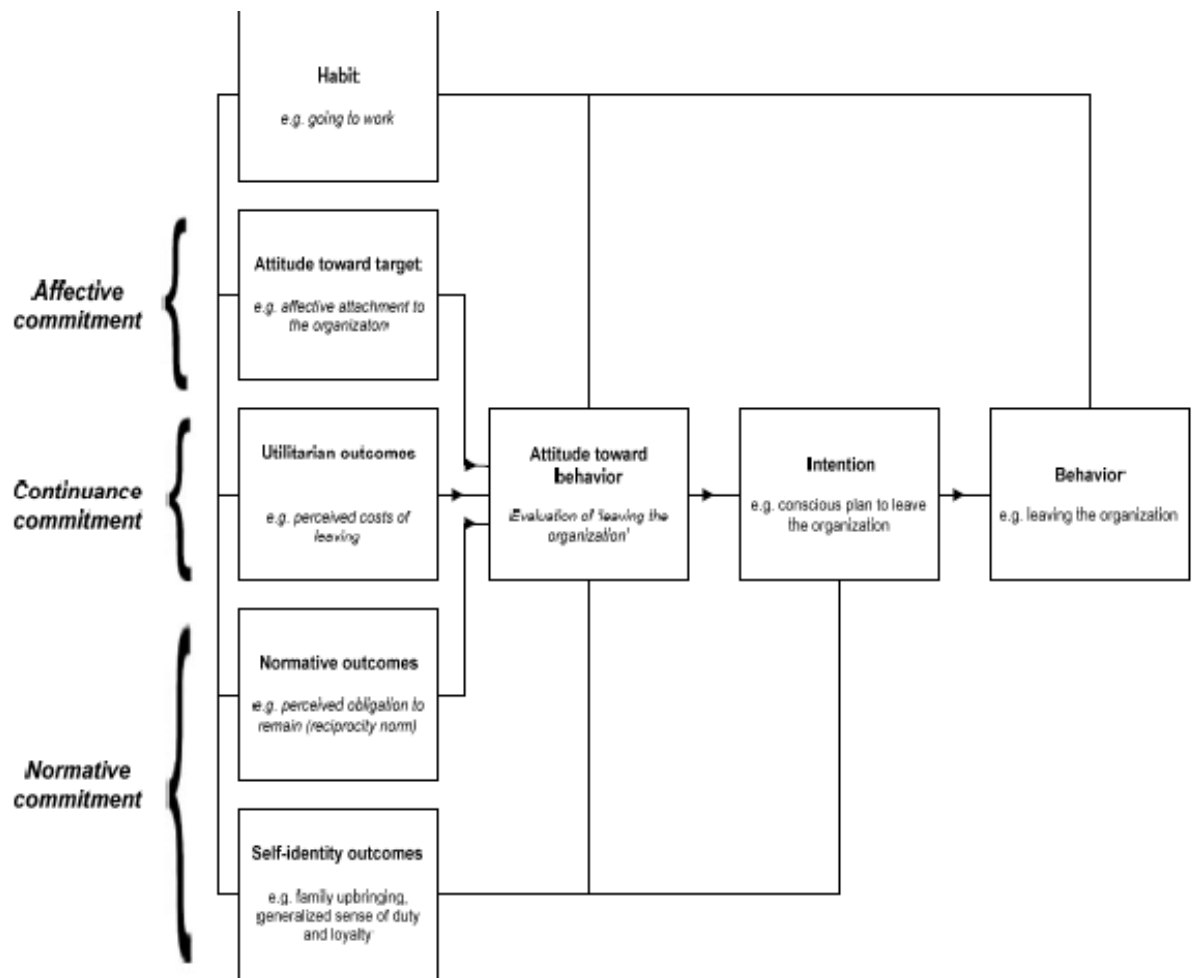 Habit
e.g. going to work
Affective
commitment
Attitude toward target
e.g. affective attachment to
the organization
Continuance
commitment
Utilitarian outcomes
e.g. perceived costs of
leaving
Attitude toward
behavior
Evaluation of 'leaving the
organization'
Intention
e.g. conscious plan to leave
the organization
Behavior
e.g. leaving the organization
Normative
commitment
Normative outcomes
e.g. perceived obligation to
remain (reciprocity norm)
Self-identity outcomes
e.g. family upbringing,
generalized sense of duty
and loyalty